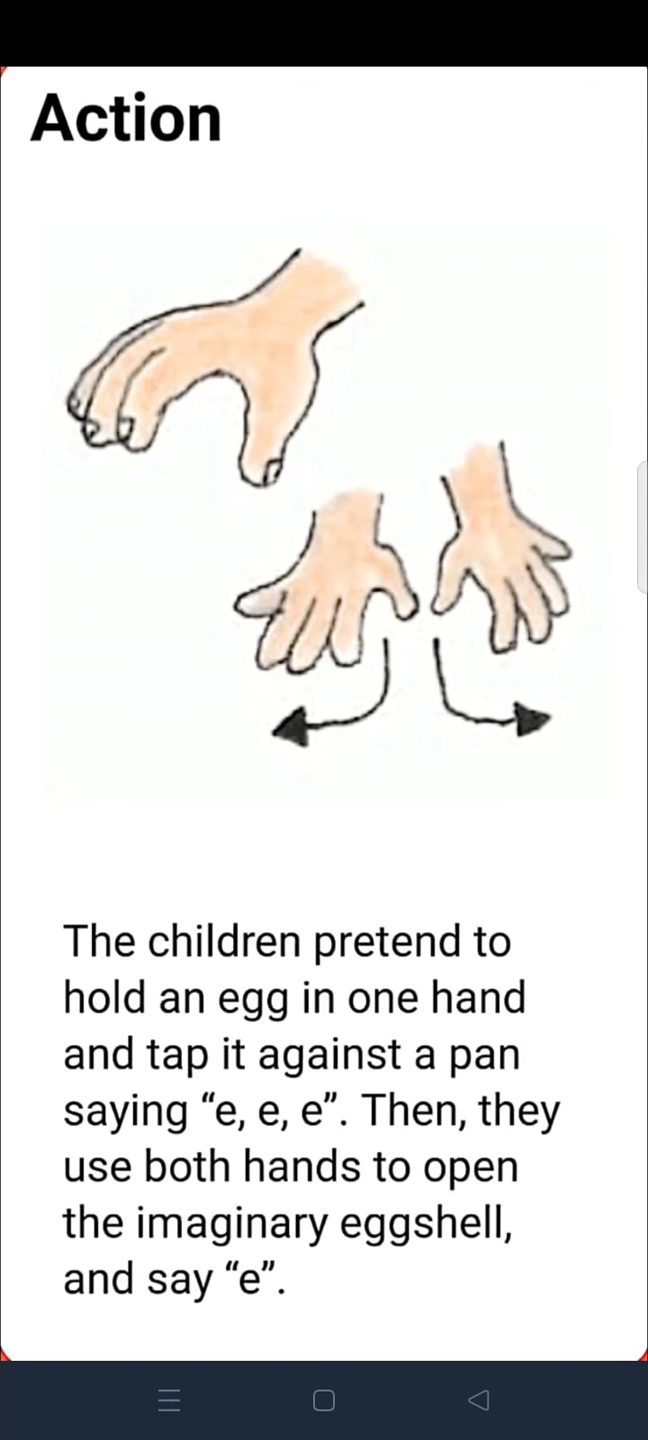 Action
The children pretend to
hold an egg in one hand
and tap it against a pan
saying “e, e, e”. Then, they
use both hands to open
the imaginary eggshell,
and say “e”.